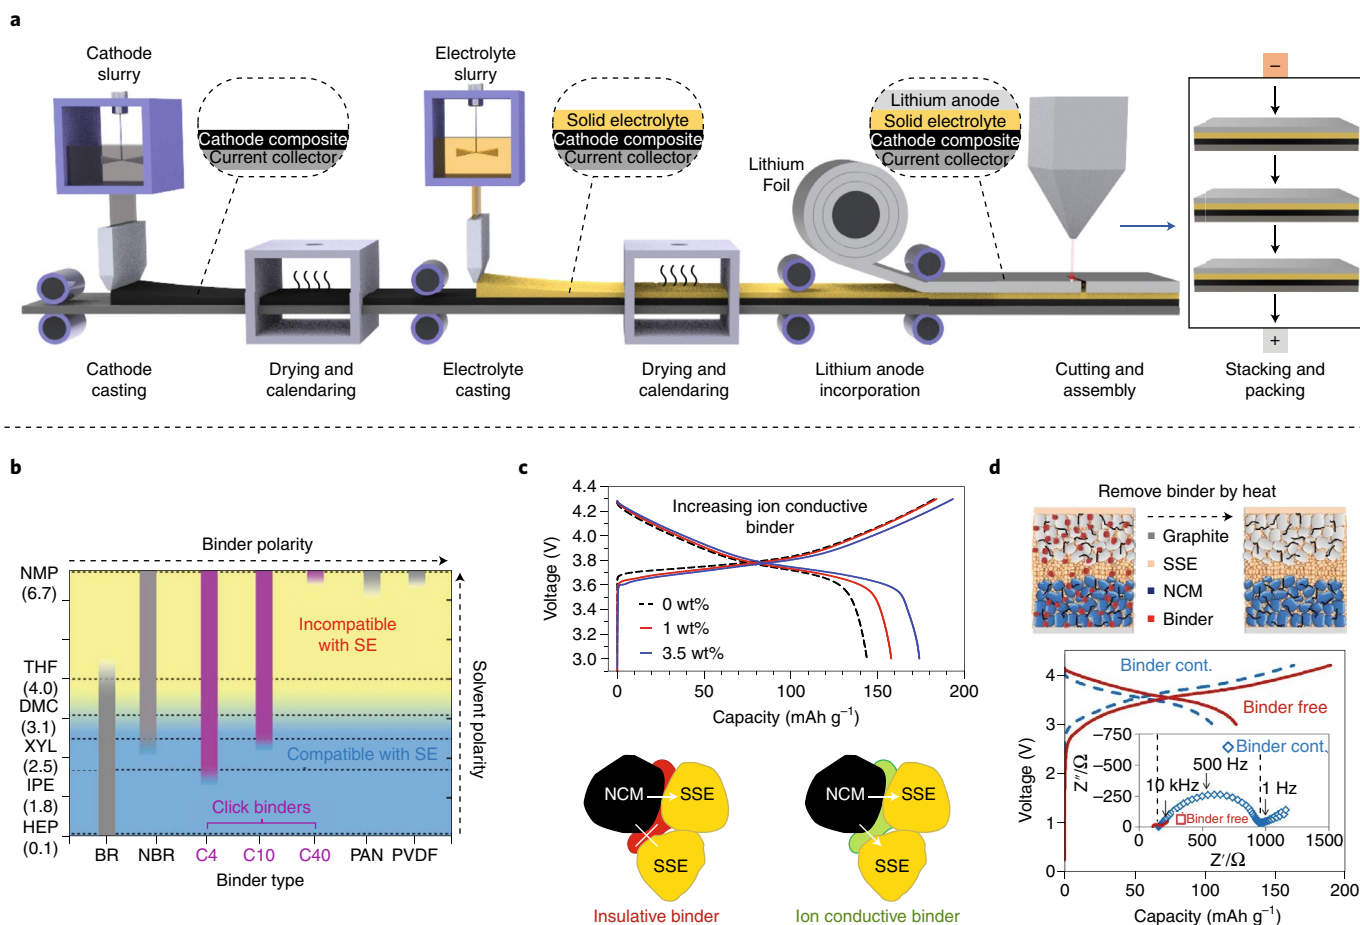 a
Cathode
slurry
Electrolyte
slurry
Cathode composite
Current collector
Solid electrolyte
Cathode composite
Current collector
Lithium anode
Solid electrolyte
Cathode composite
Current collector
Lithium
Foil
−
+
Cathode
casting
Drying and
calendaring
Electrolyte
casting
Drying and
calendaring
Lithium anode
incorporation
Cutting and
assembly
Stacking and
packing
b
Binder polarity
NMP
(6.7)
THF
(4.0)
DMC
(3.1)
XYL
(2.5)
IPE
(1.8)
HEP
(0.1)
Incompatible
with SE
Compatible with SE
Click binders
Solvent polarity
BR NBR C4 C10 C40 PAN PVDF
Binder type
c
Increasing ion conductive
binder
Voltage (V)
4.4
4.2
4.0
3.8
3.6
3.4
3.2
3.0
0 wt%
1 wt%
3.5 wt%
0 50 100 150 200
Capacity (mAh g−1)
NCM SSE
SSE
Insulative binder
NCM SSE
SSE
Ion conductive binder
d
Remove binder by heat
Graphite
SSE
NCM
Binder
Binder cont.
Binder free
Voltage (V)
4
3
2
1
0
−750
−500
−250
0
Z″/Ω
Binder cont.
500 Hz
10 kHz
1 Hz
Binder free
0 500 1000 1500
Z′/Ω
0 50 100 150 200
Capacity (mAh g−1)